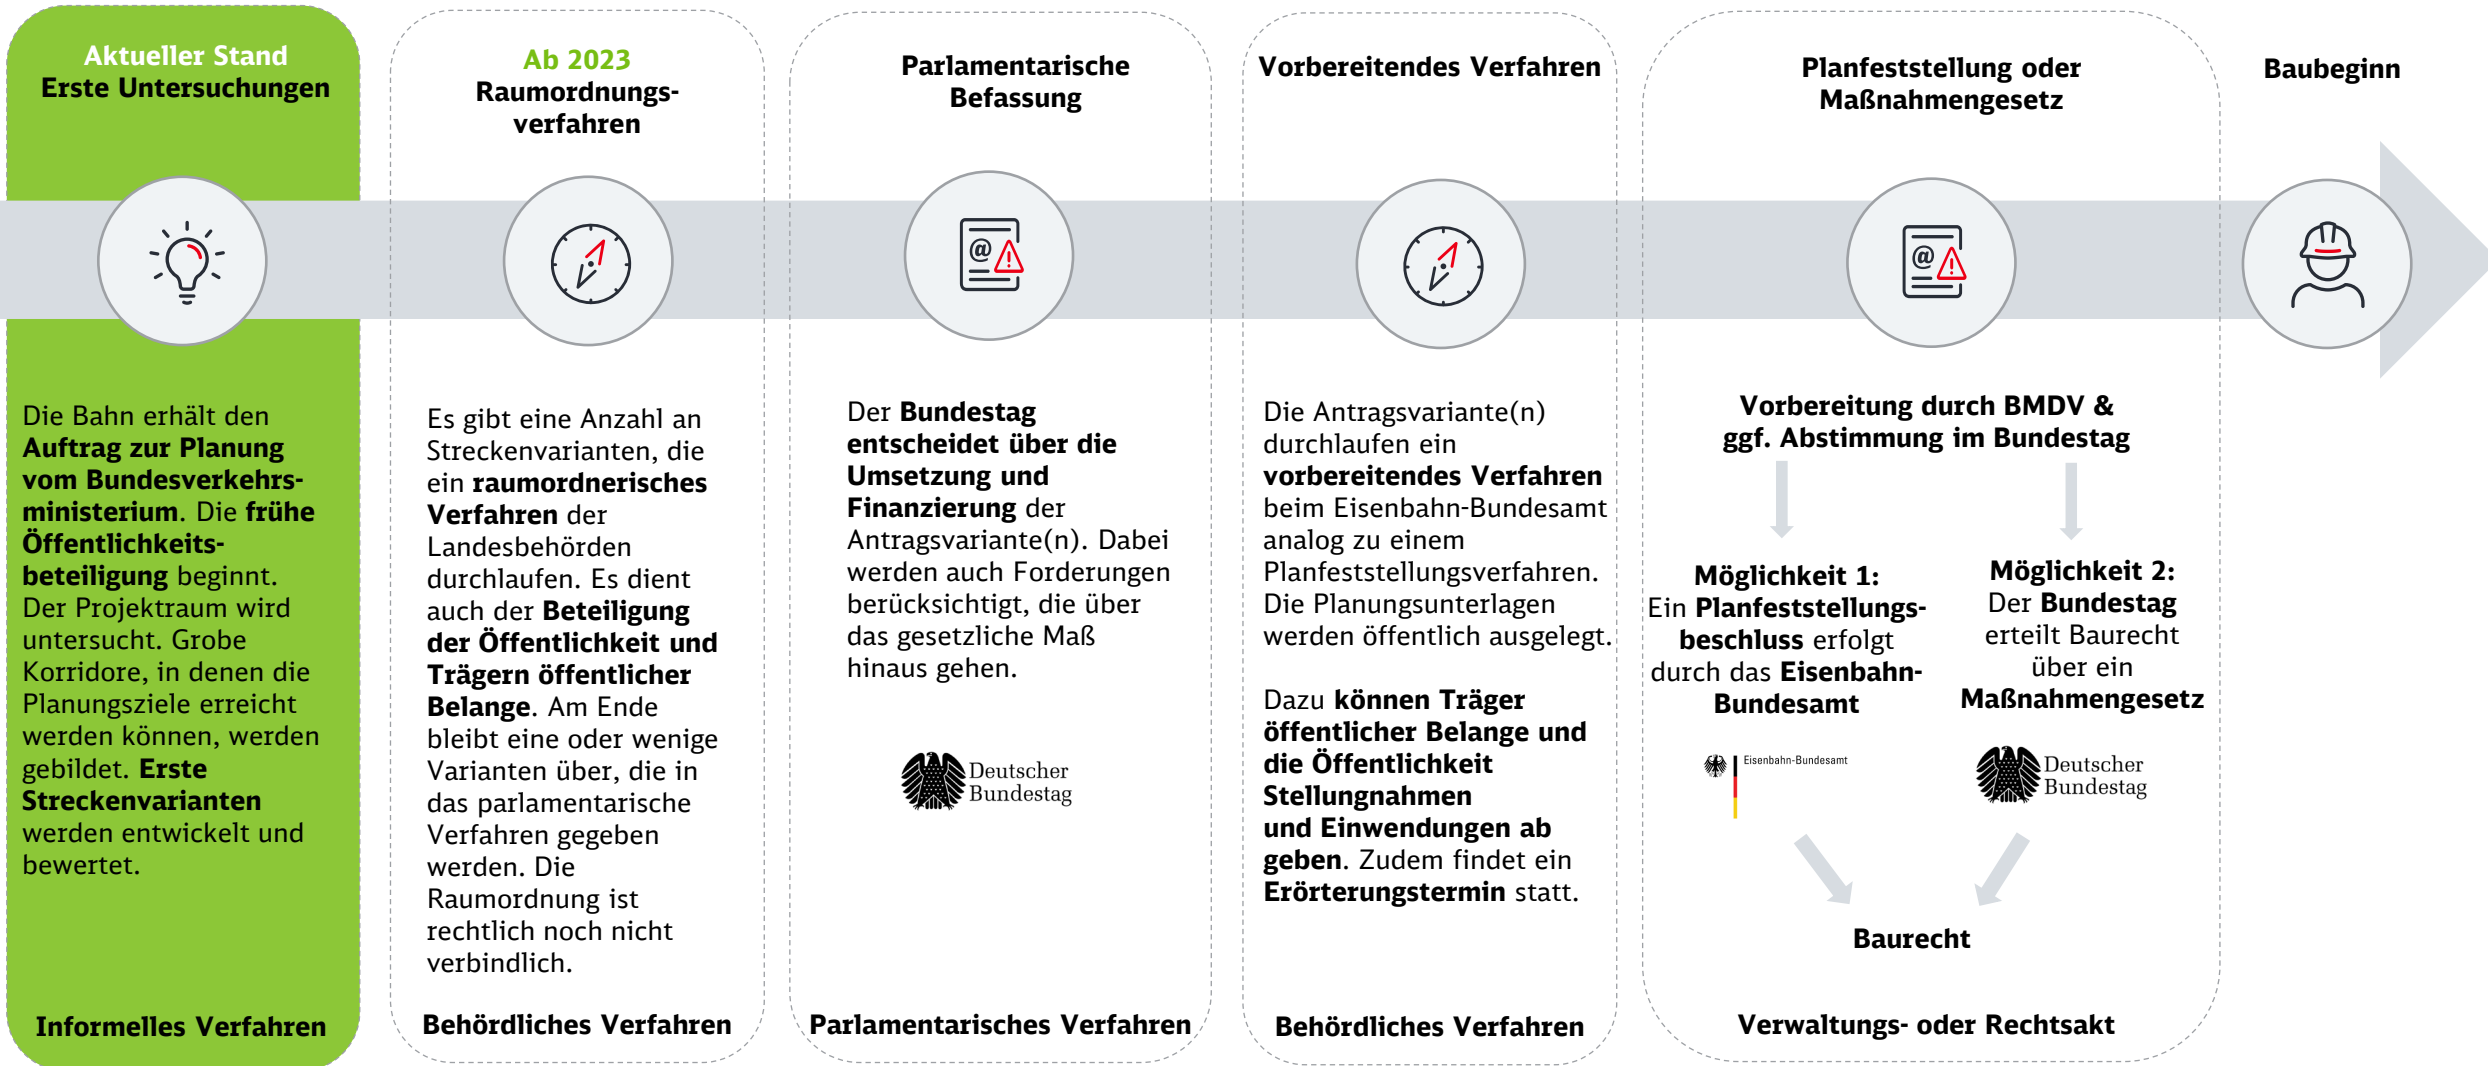 Aktueller Stand
Erste Untersuchungen
Die Bahn erhält den
Auftrag zur Planung
vom Bundesverkehrs-
ministerium. Die frühe
Öffentlichkeits-
beteiligung beginnt.
Der Projektraum wird
untersucht. Grobe
Korridore, in denen die
Planungsziele erreicht
werden können, werden
gebildet. Erste
Streckenvarianten
werden entwickelt und
bewertet.
Informelles Verfahren
Ab 2023
Raumordnungs-
verfahren
Es gibt eine Anzahl an
Streckenvarianten, die
ein raumordnerisches
Verfahren der
Landesbehörden
durchlaufen. Es dient
auch der Beteiligung
der Öffentlichkeit und
Trägern öffentlicher
Belange. Am Ende
bleibt eine oder wenige
Varianten über, die in
das parlamentarische
Verfahren gegeben
werden. Die
Raumordnung ist
rechtlich noch nicht
verbindlich.
Behördliches Verfahren
Parlamentarische
Befassung
@
Der Bundestag
entscheidet über die
Umsetzung und
Finanzierung der
Antragsvariante(n). Dabei
werden auch Forderungen
berücksichtigt, die über
das gesetzliche Maß
hinaus gehen.
Deutscher
Bundestag
Parlamentarisches Verfahren
Vorbereitendes Verfahren
Die Antragsvariante(n)
durchlaufen ein
vorbereitendes Verfahren
beim Eisenbahn-Bundesamt
analog zu einem
Planfeststellungsverfahren.
Die Planungsunterlagen
werden öffentlich ausgelegt.
Dazu können Träger
öffentlicher Belange und
die Öffentlichkeit
Stellungnahmen
und Einwendungen ab
geben. Zudem findet ein
Erörterungstermin statt.
Behördliches Verfahren
Planfeststellung oder
Maßnahmengesetz
@
Vorbereitung durch BMDV &
ggf. Abstimmung im Bundestag
Möglichkeit 1:
Ein Planfeststellungs-
beschluss erfolgt
durch das Eisenbahn-
Bundesamt
Eisenbahn-Bundesamt
Möglichkeit 2:
Der Bundestag
erteilt Baurecht
über ein
Maßnahmengesetz
Deutscher
Bundestag
Baurecht
Verwaltungs- oder Rechtsakt
Baubeginn